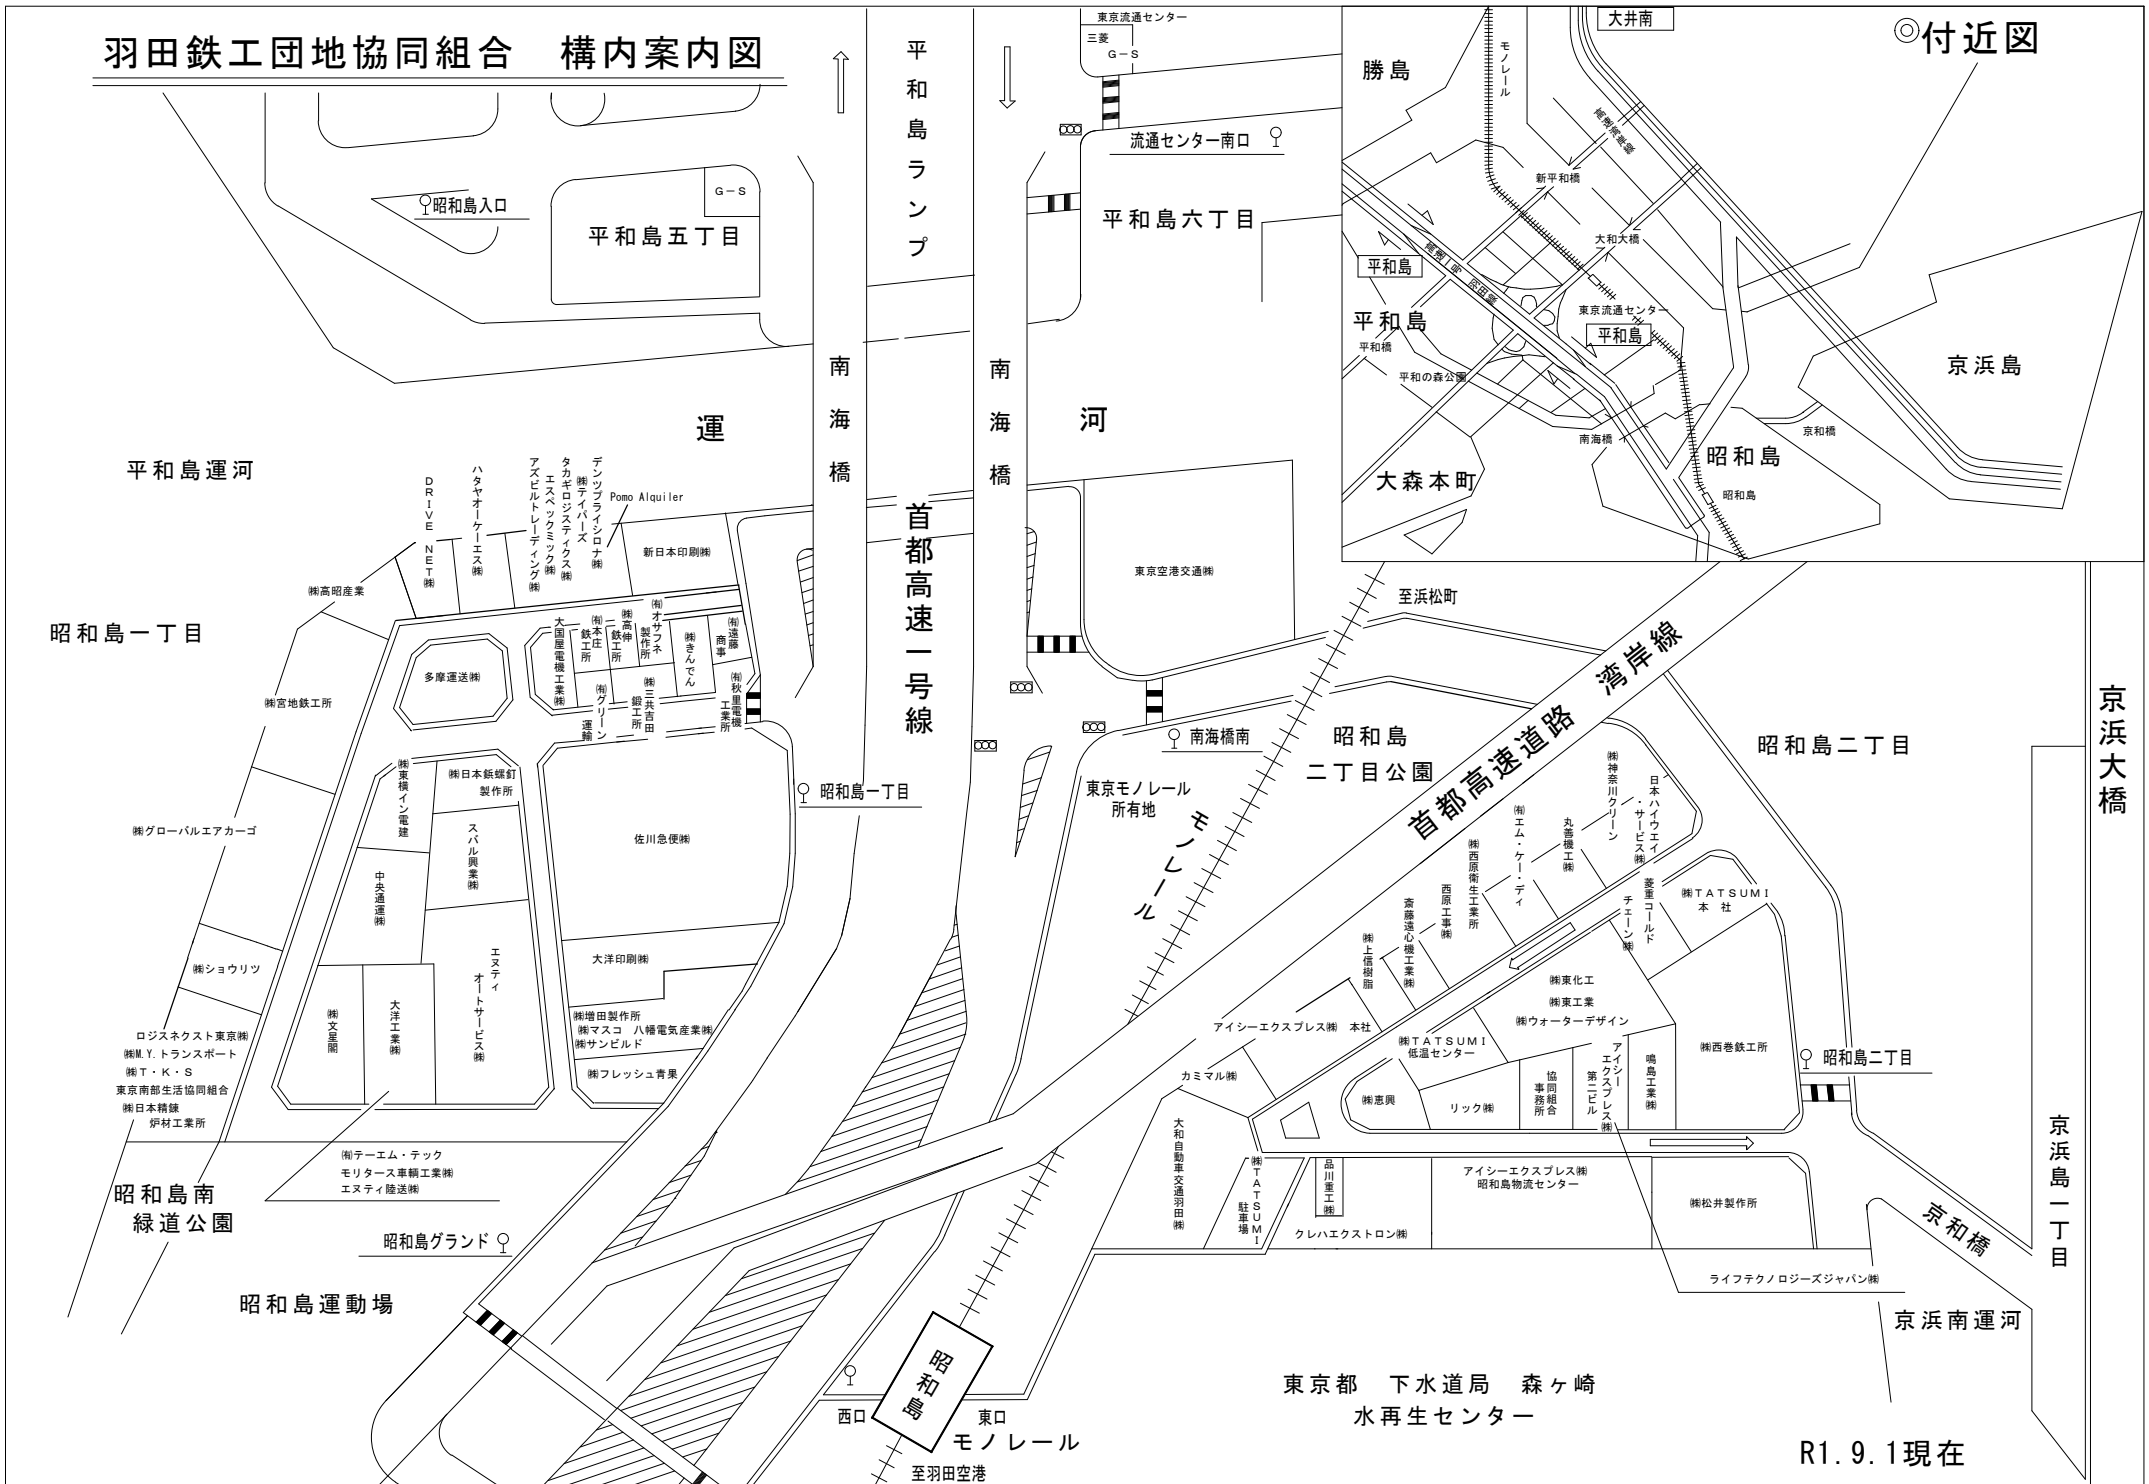 羽田鉄工団地協同組合　構内案内図
平和島ランプ
東京流通センター
三菱
G－S
流通センター南口
昭和島入口
G－S
平和島五丁目
平和島六丁目
◎付近図
大井南
勝島
モノレール
高速湾岸線
新平和橋
大和大橋
平和島
平和島
平和橋
平和の森公園
東京流通センター
平和島
京浜島
南海橋
京和橋
昭和島
昭和島
大森本町
南海橋
南海橋
運河
平和島運河
首都高速一号線
DRIVE NET㈱
ハタヤオーケーエス㈱
アズビルトレーディング㈱
エスペックミック㈱
タカギロジスティクス㈱
㈱テイバーズ
デンツプライシロナ㈱
Pomo Alquiler
新日本印刷㈱
東京空港交通㈱
㈱高昭産業
昭和島一丁目
㈱宮地鉄工所
多摩運送㈱
大国屋電機工業㈱
㈲本庄
鉄工所
㈱高伸
鉄工所
㈲オサフネ
製作所
㈱きんでん
㈲遠藤
商事
㈲グリーン
運輸
㈱三共吉田
鍛工所
㈲秋里電機
工業所
㈱東横イン電建
㈱日本鋲螺釘
製作所
昭和島一丁目
㈱グローバルエアカーゴ
スバル興業㈱
佐川急便㈱
中央通運㈱
エヌティ
オートサービス㈱
大洋印刷㈱
㈱ショウリツ
㈱文星閣
大洋工業㈱
㈱増田製作所
㈱マスコ　八幡電気産業㈱
㈱サンビルド
㈱フレッシュ青果
ロジスネクスト東京㈱
㈱M.Y.トランスポート
㈱T・K・S
東京南部生活協同組合
㈱日本精錬
炉材工業所
㈲テーエム・テック
モリタース車輌工業㈱
エヌティ陸送㈱
昭和島南
緑道公園
昭和島グランド
昭和島運動場
至浜松町
首都高速道路　湾岸線
南海橋南
昭和島
二丁目公園
東京モノレール
所有地
モノレール
昭和島二丁目
京浜大橋
㈱神奈川クリーン
日本ハイウエイ
・サービス㈱
丸善機工㈱
㈲エム・ケー・ディ
㈱西原衛生工業所
西原工事㈱
斎藤遠心機工業㈱
㈱上信樹脂
菱重コールド
チェーン㈱
㈱TATSUMI
本　社
㈱東化工
㈱東工業
㈱ウォーターデザイン
アイシーエクスプレス㈱　本社
㈱TATSUMI
低温センター
㈱西巻鉄工所
昭和島二丁目
カミマル㈱
㈱恵興
リック㈱
協同組合
事務所
アイシー
エクスプレス㈱
第二ビル
鳴島工業㈱
大和自動車交通羽田㈱
㈱TATSUMI
駐車場
品川重工㈱
クレハエクストロン㈱
アイシーエクスプレス㈱
昭和島物流センター
㈱松井製作所
京浜島一丁目
京和橋
ライフテクノロジーズジャパン㈱
京浜南運河
昭和島
西口
東口
モノレール
至羽田空港
東京都　下水道局　森ヶ崎
水再生センター
R1.9.1現在